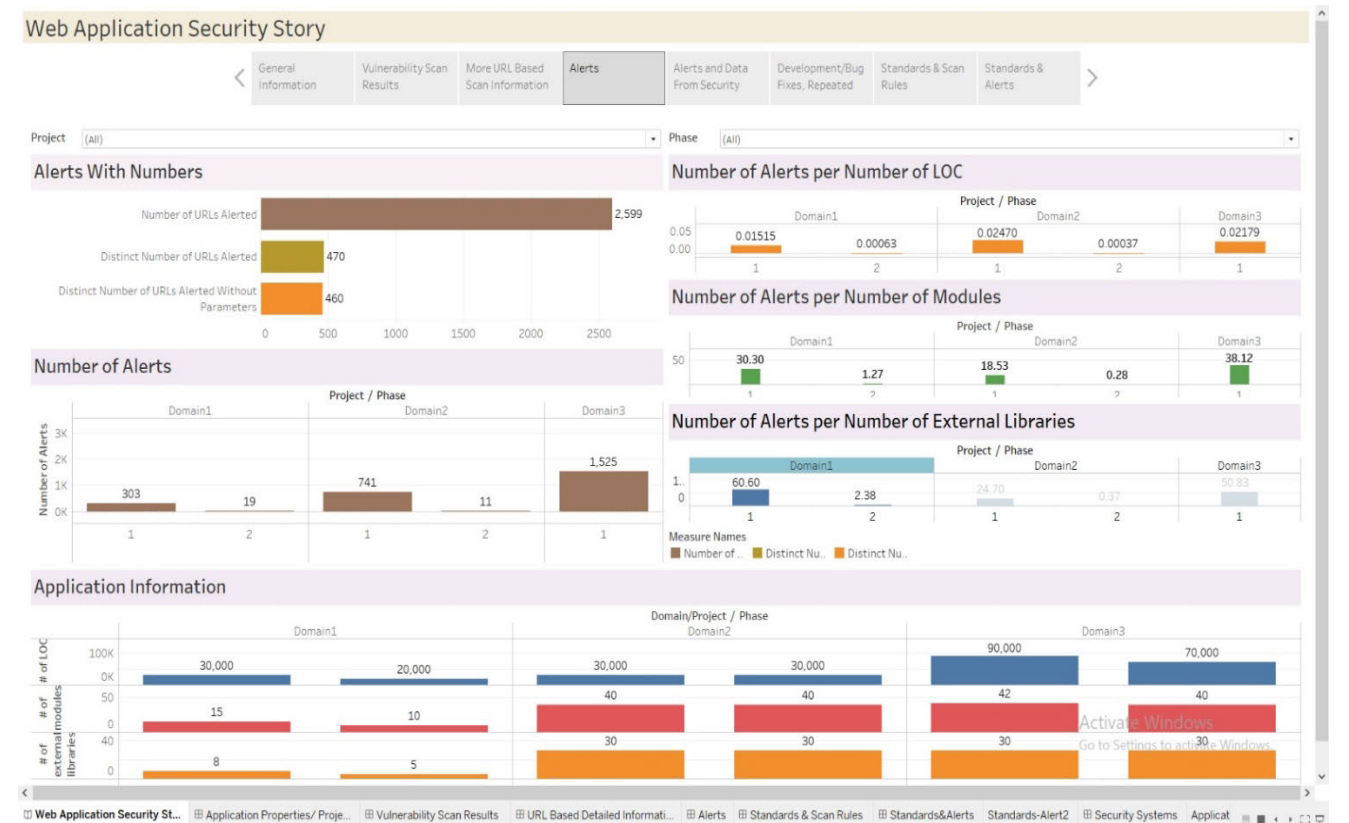 Web Application Security Story
General Information
Vulnerability Scan Results
More URL Based Scan Information
Alerts
Alerts and Data From Security
Development/Bug Fixes, Repeated
Standards & Scan Rules
Standards & Alerts
Project (All)
Phase (All)
Alerts With Numbers
Number of URLs Alerted 2,599
Distinct Number of URLs Alerted 470
Distinct Number of URLs Alerted Without Parameters 460
0 500 1000 1500 2000 2500
Number of Alerts
Project / Phase
Domain1 Domain2 Domain3
Number of Alerts
3K
2K
1K
0K
303 19 741 11 1,525
1 2 1 2 1
Number of Alerts per Number of LOC
Project / Phase
Domain1 Domain2 Domain3
0.05
0.00
0.01515 0.00063 0.02470 0.00037 0.02179
1 2 1 2 1
Number of Alerts per Number of Modules
Project / Phase
Domain1 Domain2 Domain3
50
30.30 1.27 18.53 0.28 38.12
1 2 1 2 1
Number of Alerts per Number of External Libraries
Project / Phase
Domain1 Domain2 Domain3
1..
0
60.60 2.38 24.70 0.37 50.83
1 2 1 2 1
Measure Names
Number of .. Distinct Nu.. Distinct Nu..
Application Information
Domain/Project / Phase
Domain1 Domain2 Domain3
# of LOC
100K
0K
30,000 20,000 30,000 30,000 90,000 70,000
# of modules
50
0
15 10 40 40 42 40
# of external libraries
40
0
8 5 30 30 30 30
Activate Windows
Go to Settings to activate Windows.
Web Application Security St... Application Properties/ Proje... Vulnerability Scan Results URL Based Detailed Informati... Alerts Standards & Scan Rules Standards&Alerts Standards-Alert2 Security Systems Applicat